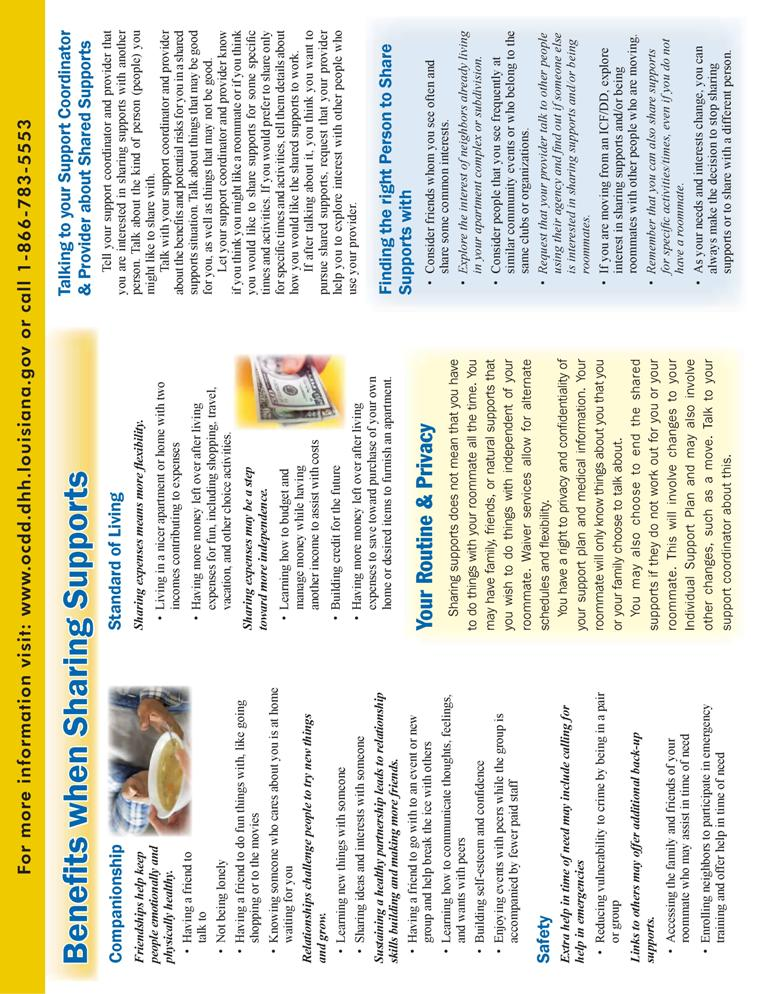 For more information visit: www.ocdd.dhh.louisiana.gov or call 1-866-783-5553
Benefits when Sharing Supports
Companionship
Friendships help keep
people emotionally and
physically healthy.
• Having a friend to
talk to
• Not being lonely
• Having a friend to do fun things with, like going
shopping or to the movies
• Knowing someone who cares about you is at home
waiting for you
Relationships challenge people to try new things
and grow.
• Learning new things with someone
• Sharing ideas and interests with someone
Sustaining a healthy partnership leads to relationship
skills building and making more friends.
• Having a friend to go with to an event or new
group and help break the ice with others
• Learning how to communicate thoughts, feelings,
and wants with peers
• Building self-esteem and confidence
• Enjoying events with peers while the group is
accompanied by fewer paid staff
Safety
Extra help in time of need may include calling for
help in emergencies
• Reducing vulnerability to crime by being in a pair
or group
Links to others may offer additional back-up
supports.
• Accessing the family and friends of your
roommate who may assist in time of need
• Enrolling neighbors to participate in emergency
training and offer help in time of need
Standard of Living
Sharing expenses means more flexibility.
• Living in a nicer apartment or home with two
incomes contributing to expenses
• Having more money left over after living
expenses for fun, including shopping, travel,
vacation, and other choice activities.
Sharing expenses may be a step
toward more independence.
• Learning how to budget and
manage money while having
another income to assist with costs
• Building credit for the future
• Having more money left over after living
expenses to save toward purchase of your own
home or desired items to furnish an apartment.
Your Routine & Privacy
Sharing supports does not mean that you have
to do things with your roommate all the time. You
may have family, friends, or natural supports that
you wish to do things with independent of your
roommate. Waiver services allow for alternate
schedules and flexibility.
You have a right to privacy and confidentiality of
your support plan and medical information. Your
roommate will only know things about you that you
or your family choose to talk about.
You may also choose to end the shared
supports if they do not work out for you or your
roommate. This will involve changes to your
Individual Support Plan and may also involve
other changes, such as a move. Talk to your
support coordinator about this.
Talking to your Support Coordinator
& Provider about Shared Supports
Tell your support coordinator and provider that
you are interested in sharing supports with another
person. Talk about the kind of person (people) you
might like to share with.
Talk with your support coordinator and provider
about the benefits and potential risks for you in a shared
supports situation. Talk about things that may be good
for you, as well as things that may not be good.
Let your support coordinator and provider know
if you think you might like a roommate or if you think
you would like to share supports for some specific
times and activities. If you would prefer to share only
for specific times and activities, tell them details about
how you would like the shared supports to work.
If after talking about it, you think you want to
pursue shared supports, request that your provider
help you to explore interest with other people who
use your provider.
Finding the right Person to Share
Supports with
• Consider friends whom you see often and
share some common interests.
• Explore the interest of neighbors already living
in your apartment complex or subdivision.
• Consider people that you see frequently at
similar community events or who belong to the
same clubs or organizations.
• Request that your provider talk to other people
using their agency and find out if someone else
is interested in sharing supports and/or being
roommates.
• If you are moving from an ICF/DD, explore
interest in sharing supports and/or being
roommates with other people who are moving.
• Remember that you can also share supports
for specific activities/times, even if you do not
have a roommate.
• As your needs and interests change, you can
always make the decision to stop sharing
supports or to share with a different person.